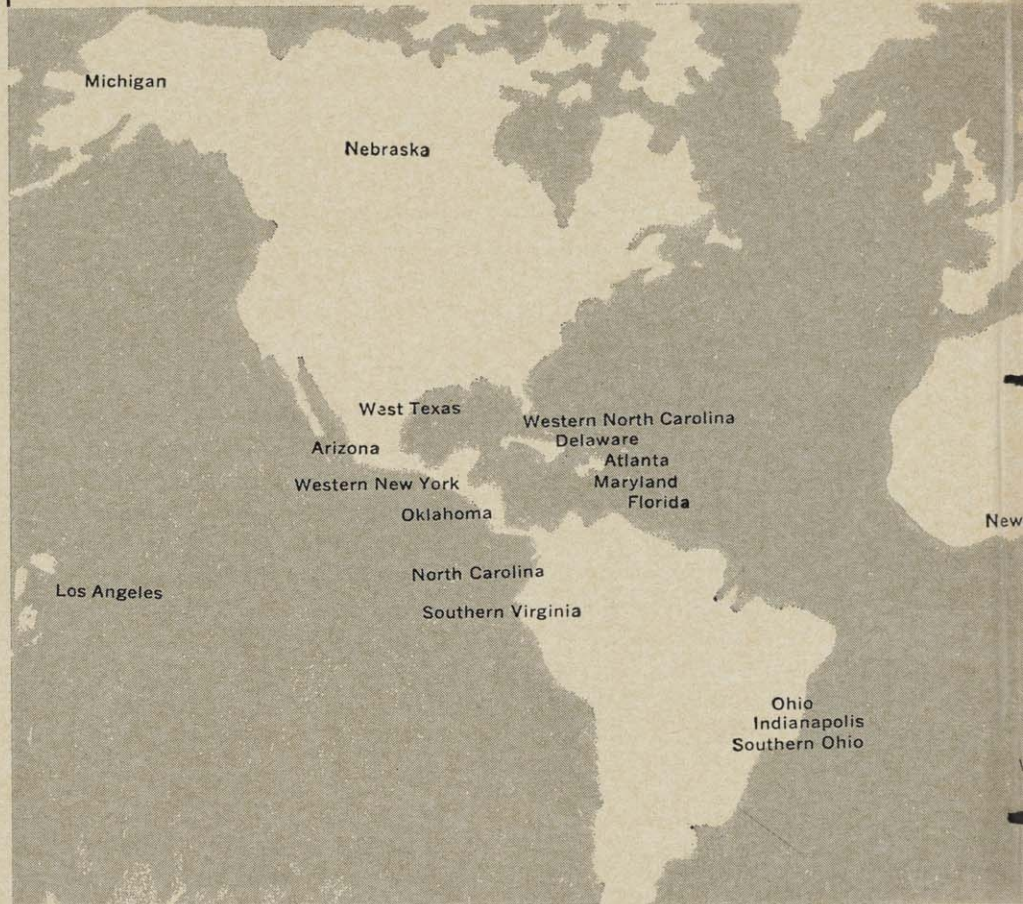 Michigan
Nebraska
West Texas
Western North Carolina
Delaware
Arizona
Atlanta
Western New York
Maryland
Florida
Oklahoma
New
North Carolina
Los Angeles
Southern Virginia
Ohio
Indianapolis
Southern Ohio